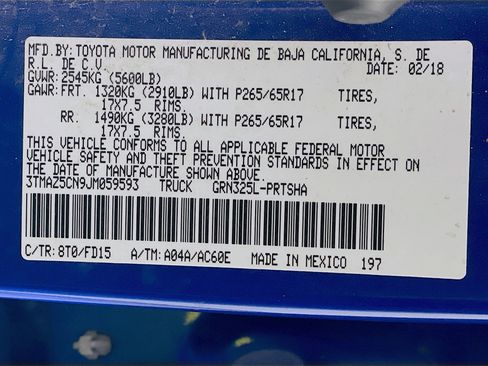 MFD.BY: TOYOTA MOTOR MANUFACTURING DE BAJA CALIFORNIA, S. DE
R.L. DE C.V. DATE: 02/18
GVWR: 2545KG (5600LB)
GAWR: FRT. 1320KG (2910LB) WITH P265/65R17 TIRES,
17X7.5 RIMS.
RR. 1490KG (3280LB) WITH P265/65R17 TIRES,
17X7.5 RIMS.
THIS VEHICLE CONFORMS TO ALL APPLICABLE FEDERAL MOTOR
VEHICLE SAFETY AND THEFT PREVENTION STANDARDS IN EFFECT ON
THE DATE OF MANUFACTURE SHOWN ABOVE.
3TMAZ5CN9JM059593 TRUCK GRN325L-PRTSHA
C/TR: 8T0/FD15 A/TM: A04A/AC60E MADE IN MEXICO 197